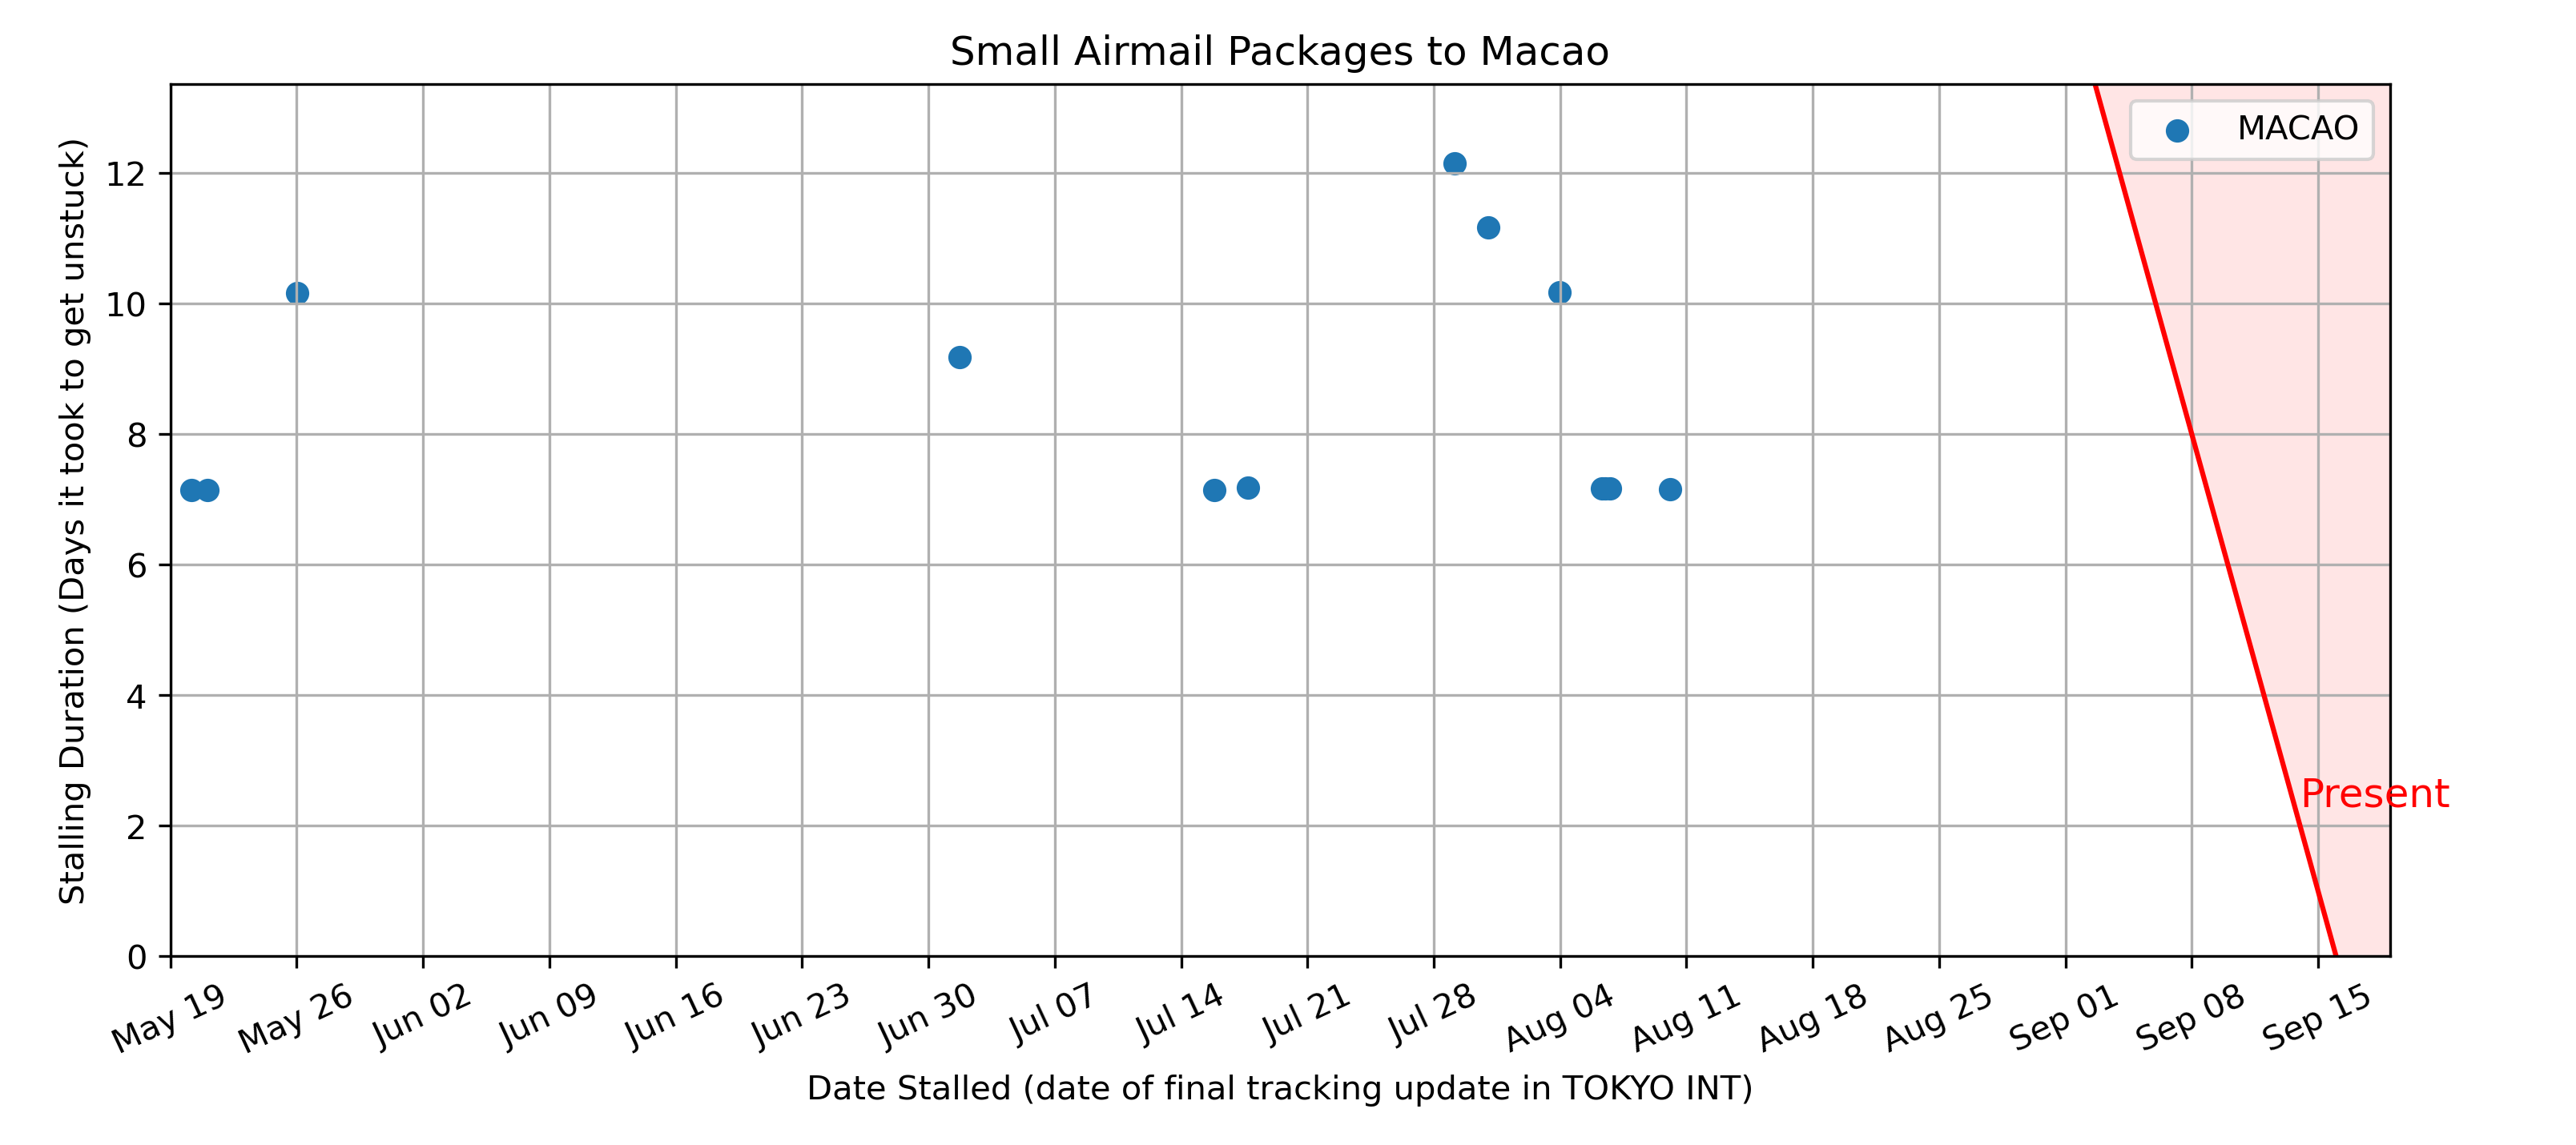 Small Airmail Packages to Macao
MACAO
Stalling Duration (Days it took to get unstuck)
12
10
8
6
4
2
0
Present
May 19
May 26
Jun 02
Jun 09
Jun 16
Jun 23
Jun 30
Jul 07
Jul 14
Jul 21
Jul 28
Aug 04
Aug 11
Aug 18
Aug 25
Sep 01
Sep 08
Sep 15
Date Stalled (date of final tracking update in TOKYO INT)